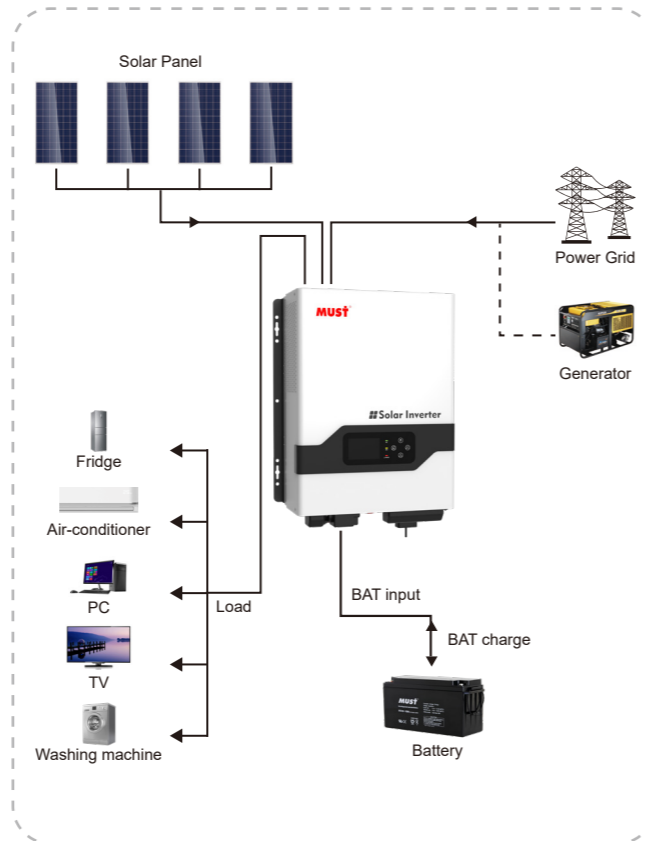 Solar Panel
Power Grid
Generator
MUST
Solar Inverter
Fridge
Air-conditioner
PC
Load
TV
Washing machine
BAT input
BAT charge
MUST
Battery